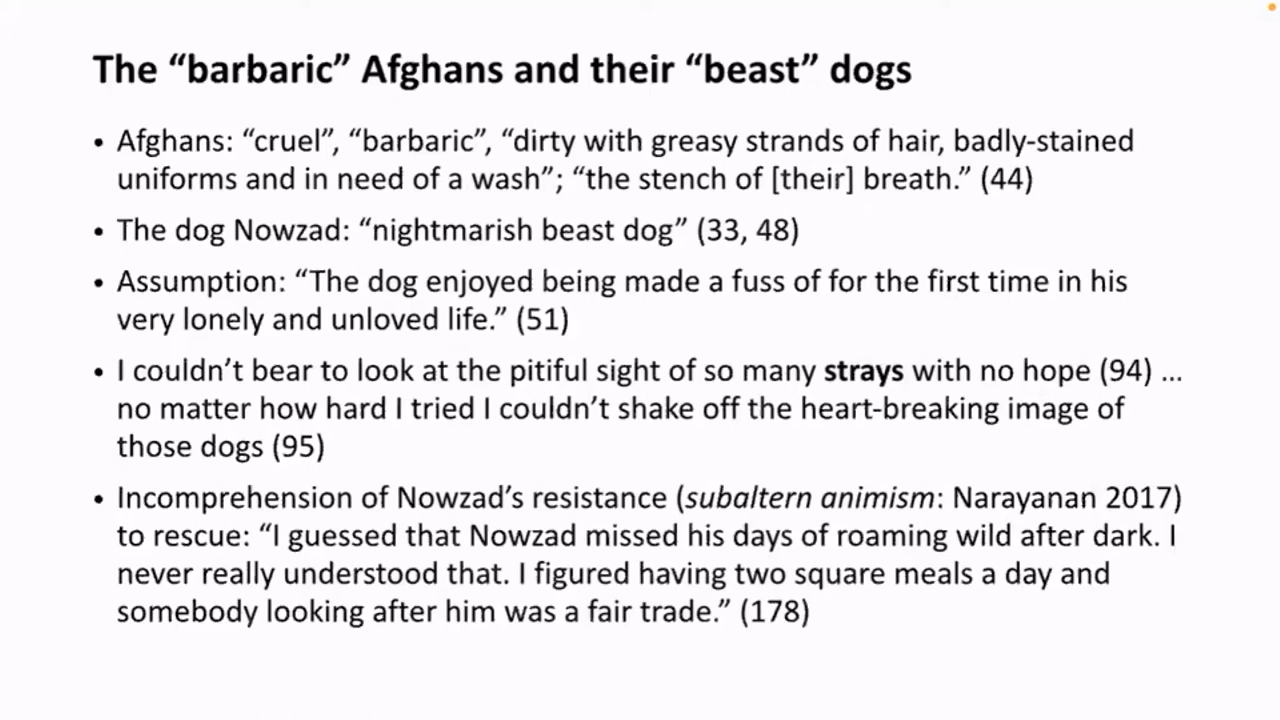 The “barbaric” Afghans and their “beast” dogs
• Afghans: “cruel”, “barbaric”, “dirty with greasy strands of hair, badly-stained
uniforms and in need of a wash”; “the stench of [their] breath.” (44)
• The dog Nowzad: “nightmarish beast dog” (33, 48)
• Assumption: “The dog enjoyed being made a fuss of for the first time in his
very lonely and unloved life.” (51)
• I couldn’t bear to look at the pitiful sight of so many strays with no hope (94) ...
no matter how hard I tried I couldn’t shake off the heart-breaking image of
those dogs (95)
• Incomprehension of Nowzad’s resistance (subaltern animism: Narayanan 2017)
to rescue: “I guessed that Nowzad missed his days of roaming wild after dark. I
never really understood that. I figured having two square meals a day and
somebody looking after him was a fair trade.” (178)